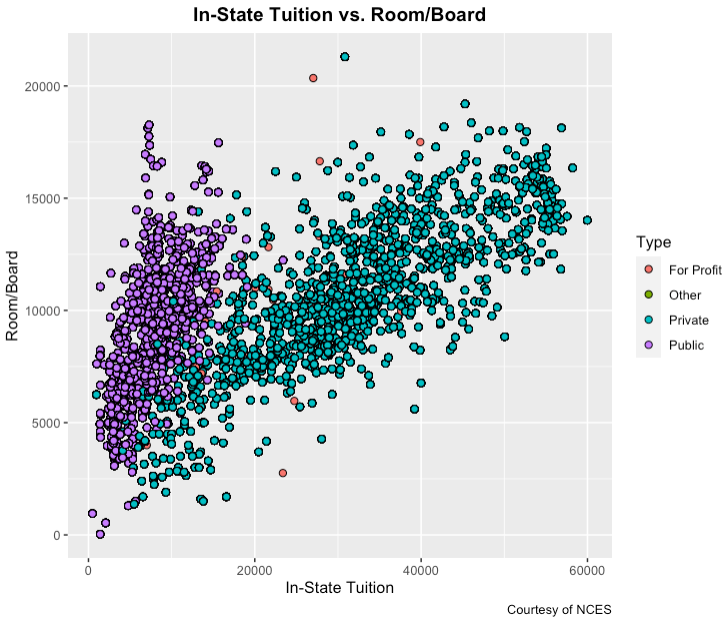 In-State Tuition vs. Room/Board
Room/Board
20000
15000
10000
5000
0
0 20000 40000 60000
In-State Tuition
Type
For Profit
Other
Private
Public
Courtesy of NCES